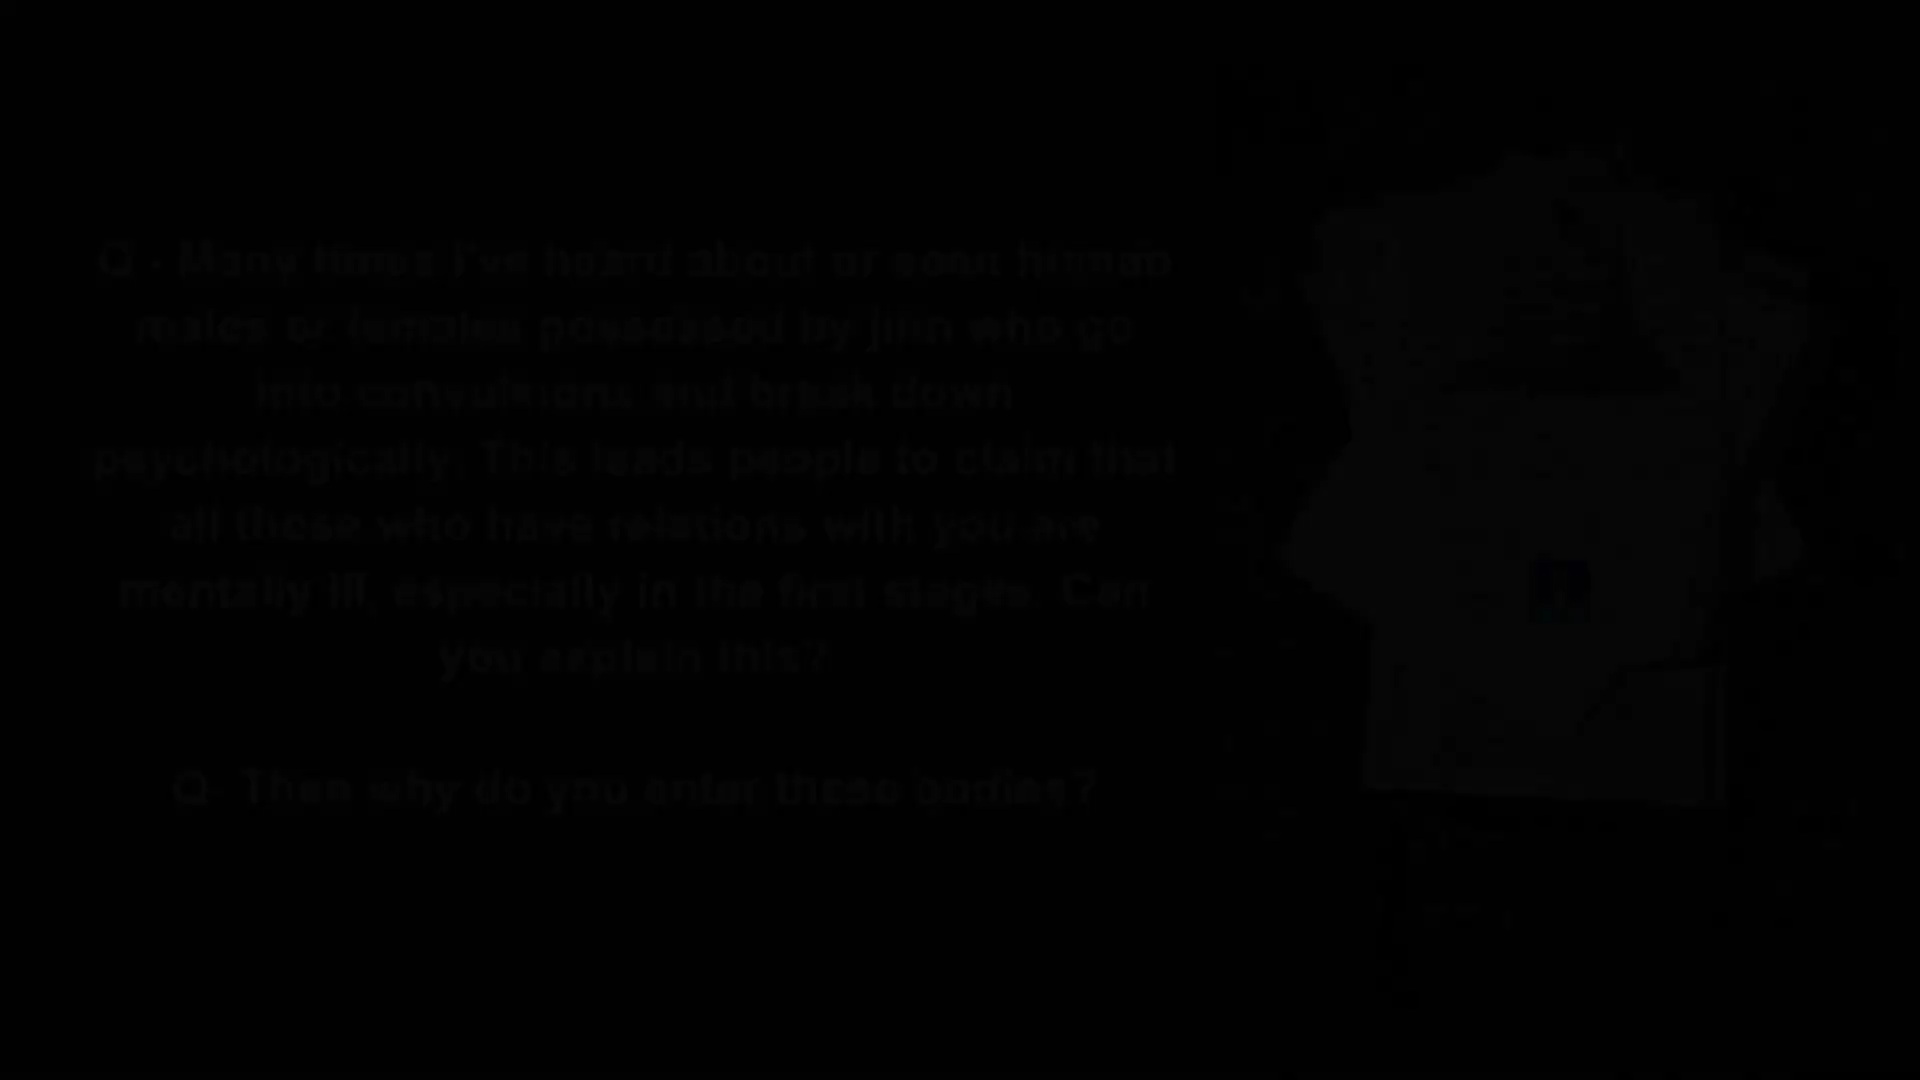 Q - Many times I've heard about or seen human
males or females possessed by jinn who go
into convulsions and break down
psychologically. This leads people to claim that
all those who have relations with you are
mentally ill, especially in the first stages. Can
you explain this?
Q- Then why do you enter these bodies?